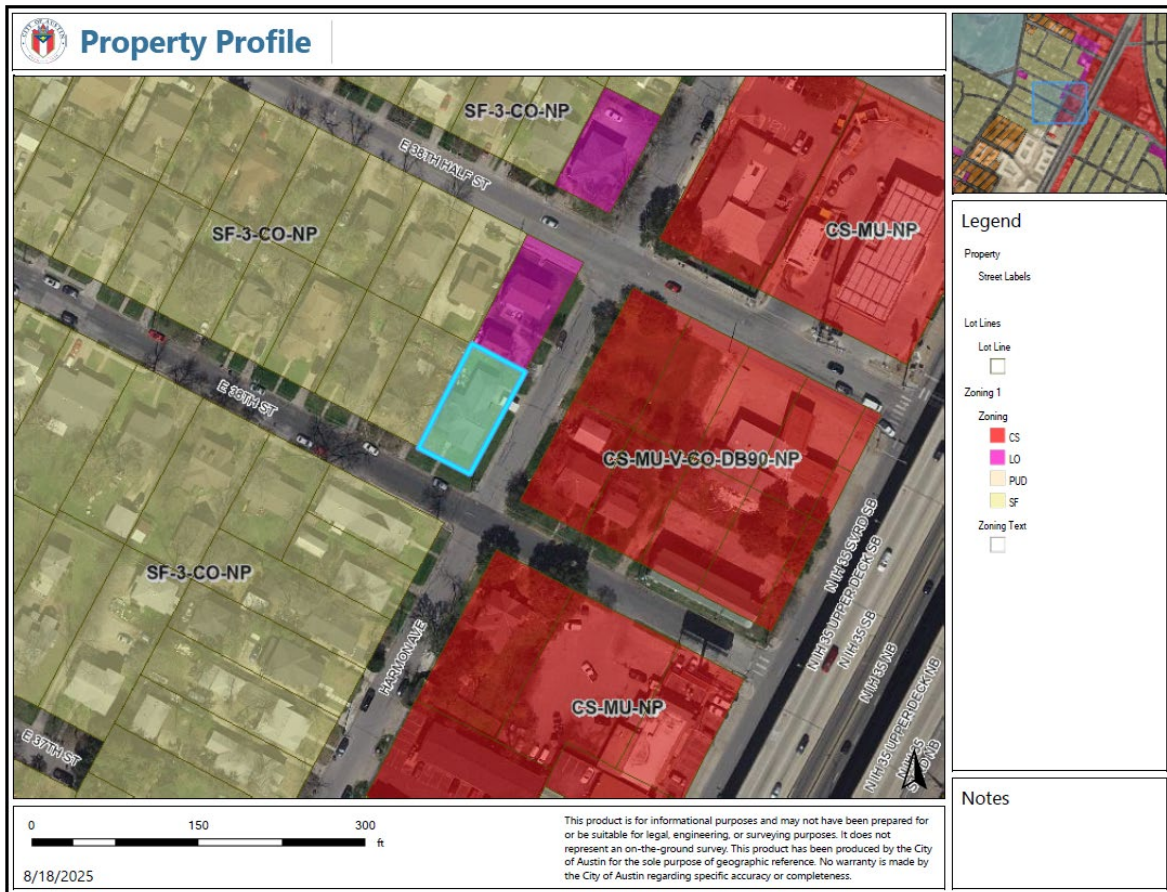 CITY OF AUSTIN
Property Profile
SF-3-CO-NP
E 38TH HALF ST
SF-3-CO-NP
CS-MU-NP
E 38TH ST
CS-MU-V-CO-DB90-NP
SF-3-CO-NP
HARMON AVE
CS-MU-NP
E 37TH ST
N IH 35 SVRD SB
N IH 35 UPPER DECK SB
N IH 35 SB
N IH 35 NB
N IH 35 UPPER DECK NB
N IH 35
SVRD NB
Legend
Property
Street Labels
Lot Lines
Lot Line
Zoning 1
Zoning
CS
LO
PUD
SF
Zoning Text
Notes
0 150 300
ft
8/18/2025
This product is for informational purposes and may not have been prepared for
or be suitable for legal, engineering, or surveying purposes. It does not
represent an on-the-ground survey. This product has been produced by the City
of Austin for the sole purpose of geographic reference. No warranty is made by
the City of Austin regarding specific accuracy or completeness.